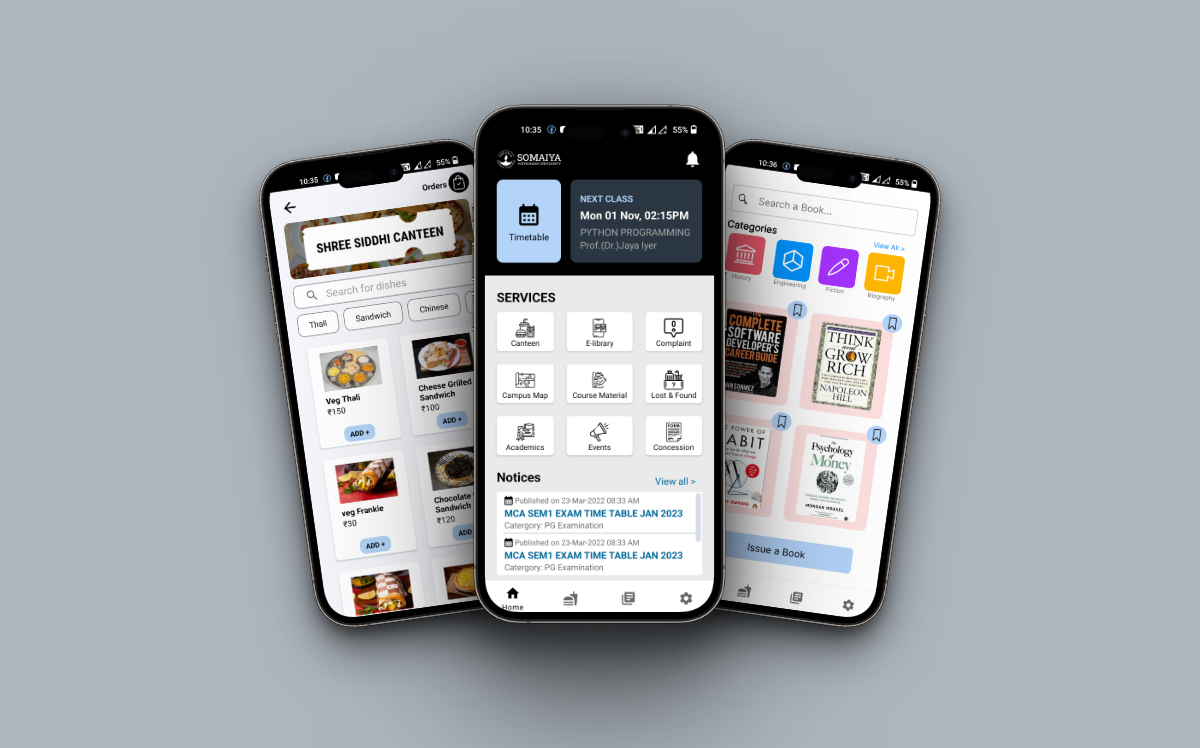 10:35
55%
Orders
SHREE SIDDHI CANTEEN
Search for dishes
Thali
Sandwich
Chinese
Veg Thali
₹150
ADD +
Cheese Grilled
Sandwich
₹100
ADD +
veg Frankie
₹30
ADD +
Chocolate
Sandwich
₹120
ADD
10:35
55%
SOMAIYA
Timetable
NEXT CLASS
Mon 01 Nov, 02:15PM
PYTHON PROGRAMMING
Prof.(Dr.)Jaya Iyer
SERVICES
Canteen
E-library
Complaint
Campus Map
Course Material
Lost & Found
Academics
Events
Concession
Notices
View all >
Published on 23-Mar-2022 08:33 AM
MCA SEM1 EXAM TIME TABLE JAN 2023
Catergory: PG Examination
Published on 23-Mar-2022 08:33 AM
MCA SEM1 EXAM TIME TABLE JAN 2023
Catergory: PG Examination
Home
10:36
55%
Search a Book...
Categories
View All >
History
Engineering
Fiction
Biography
COMPLETE
SOFTWARE
DEVELOPER'S
CAREER GUIDE
THINK
and
GROW
RICH
NAPOLEON
HILL
POWER OF
ABIT
The
Psychology
of
Money
MORGAN HOUSEL
Issue a Book